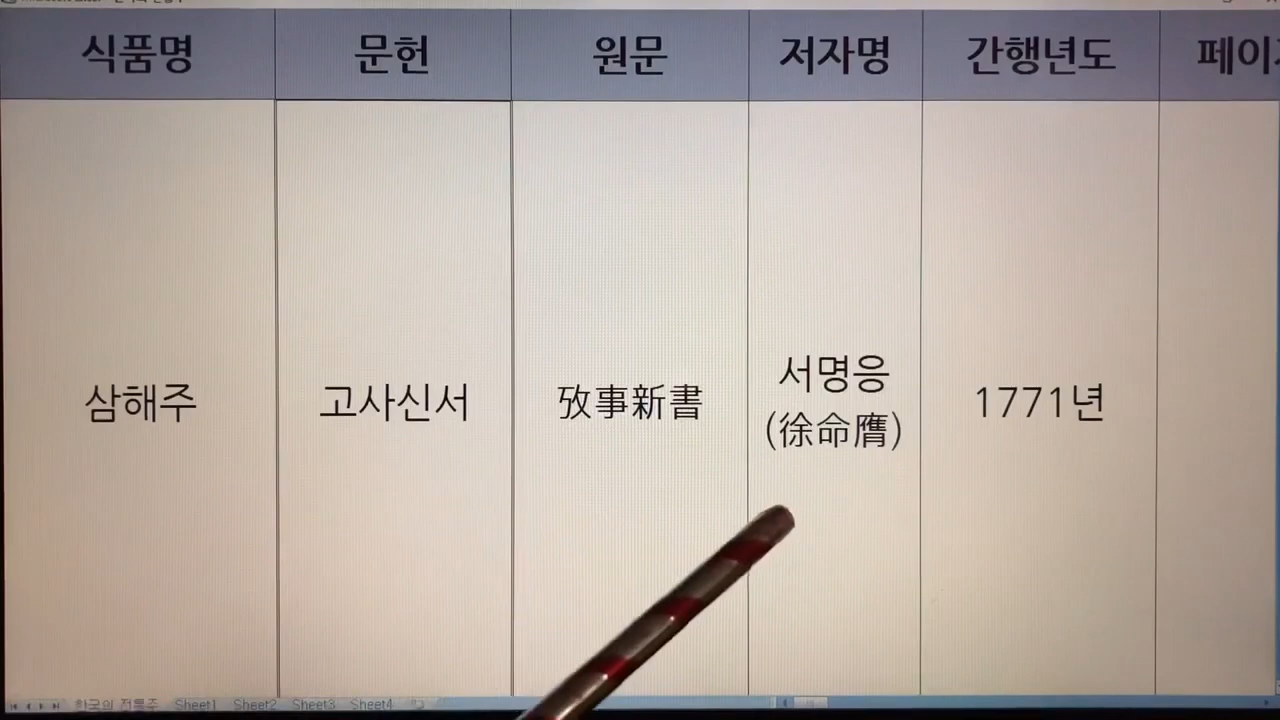 식품명 문헌 원문 저자명 간행년도 페이지
삼해주 고사신서 攷事新書 서명응 1771년
(徐命膺)
한국의 전통주 Sheet1 Sheet2 Sheet3 Sheet4